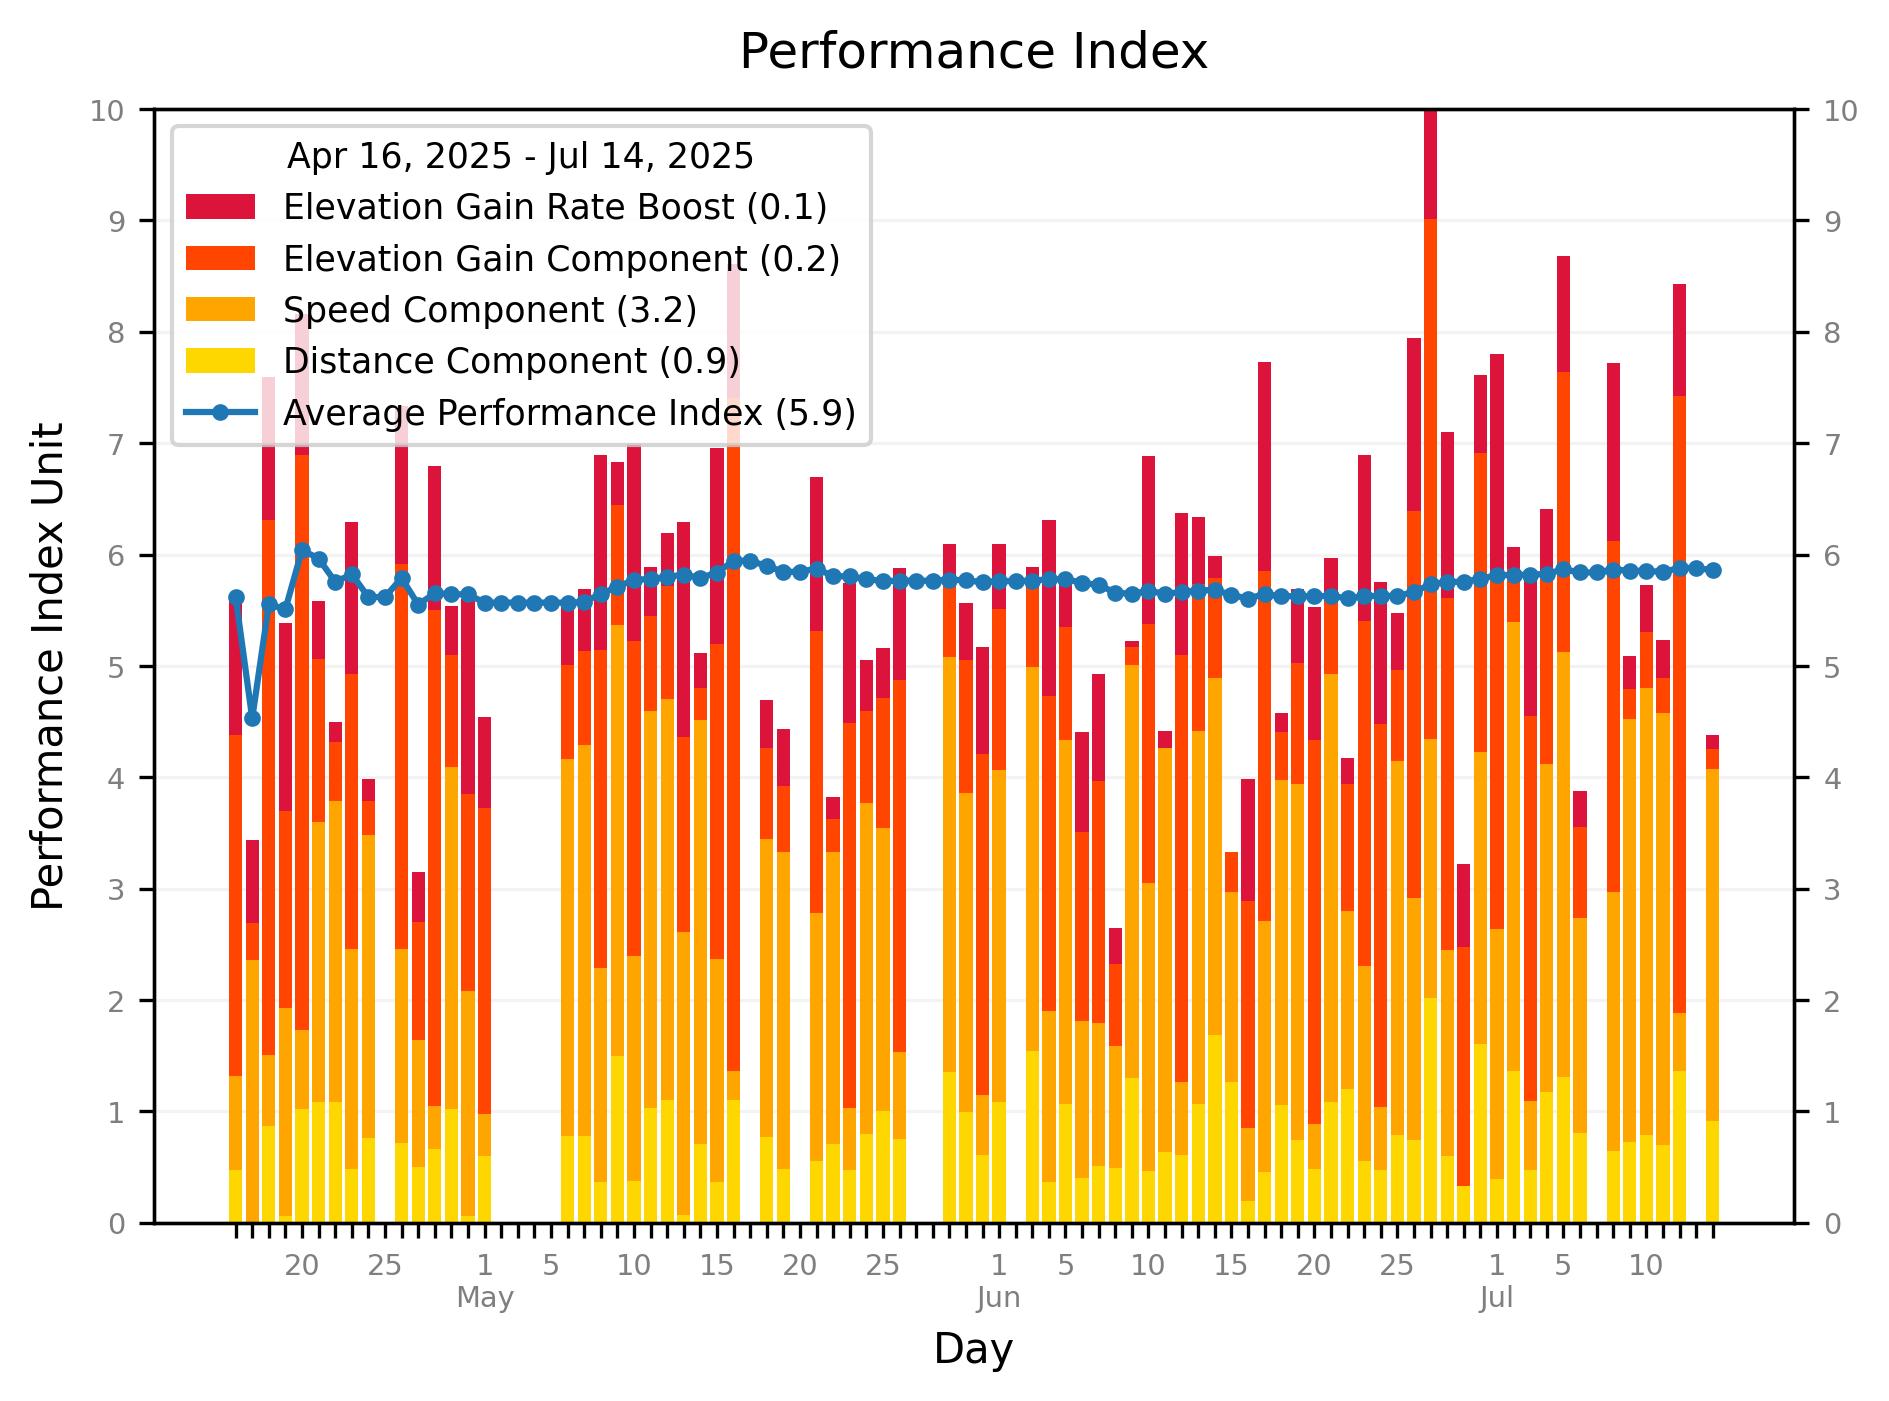 Performance Index
Apr 16, 2025 - Jul 14, 2025
Elevation Gain Rate Boost (0.1)
Elevation Gain Component (0.2)
Speed Component (3.2)
Distance Component (0.9)
Average Performance Index (5.9)
Performance Index Unit
10
9
8
7
6
5
4
3
2
1
0
10
9
8
7
6
5
4
3
2
1
0
20 25 1 5 10 15 20 25 1 5 10 15 20 25 1 5 10
May Jun Jul
Day